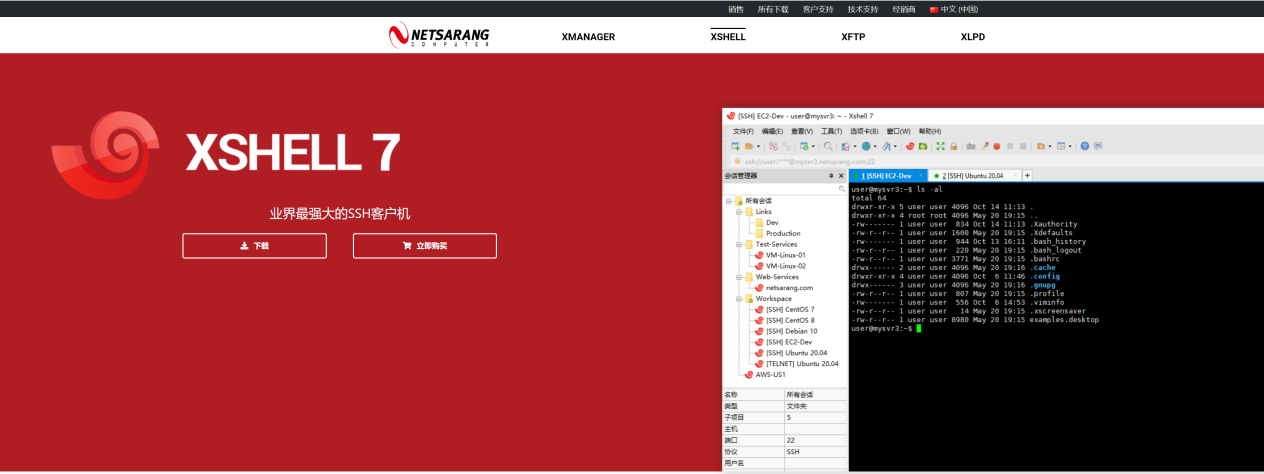 销售 所有下载 客户支持 技术支持 经销商 中文 (中国)
NETSARANG
COMPUTER
XMANAGER XSHELL XFTP XLPD
XSHELL 7
业界最强大的SSH客户机
下载 立即购买
[SSH] EC2-Dev - user@mysvr3: ~ - Xshell 7
文件(F) 编辑(E) 查看(V) 工具(T) 选项卡(B) 窗口(W) 帮助(H)
ssh://user:****@mysvr3.netsarang.com:22
会话管理器
1 [SSH] EC2-Dev × 2 [SSH] Ubuntu 20.04 × +
所有会话
Links
Dev
Production
Test-Services
VM-Linux-01
VM-Linux-02
Web-Services
netsarang.com
Workspace
[SSH] CentOS 7
[SSH] CentOS 8
[SSH] Debian 10
[SSH] EC2-Dev
[SSH] Ubuntu 20.04
[TELNET] Ubuntu 20.04
AWS-US1
名称 所有会话
类型 文件夹
子项目 5
主机
端口 22
协议 SSH
用户名
user@mysvr3:~$ ls -al
total 64
drwxr-xr-x 5 user user 4096 Oct 14 11:13 .
drwxr-xr-x 4 root root 4096 May 20 19:15 ..
-rw------- 1 user user 834 Oct 14 11:13 .Xauthority
-rw-r--r-- 1 user user 1600 May 20 19:15 .Xdefaults
-rw------- 1 user user 944 Oct 13 16:11 .bash_history
-rw-r--r-- 1 user user 220 May 20 19:15 .bash_logout
-rw-r--r-- 1 user user 3771 May 20 19:15 .bashrc
drwx------ 2 user user 4096 May 20 19:16 .cache
drwxr-xr-x 4 user user 4096 Oct 6 11:46 .config
drwx------ 3 user user 4096 May 20 19:16 .gnupg
-rw-r--r-- 1 user user 807 May 20 19:15 .profile
-rw------- 1 user user 556 Oct 6 14:53 .viminfo
-rw-r--r-- 1 user user 14 May 20 19:15 .xscreensaver
-rw-r--r-- 1 user user 8980 May 20 19:15 examples.desktop
user@mysvr3:~$